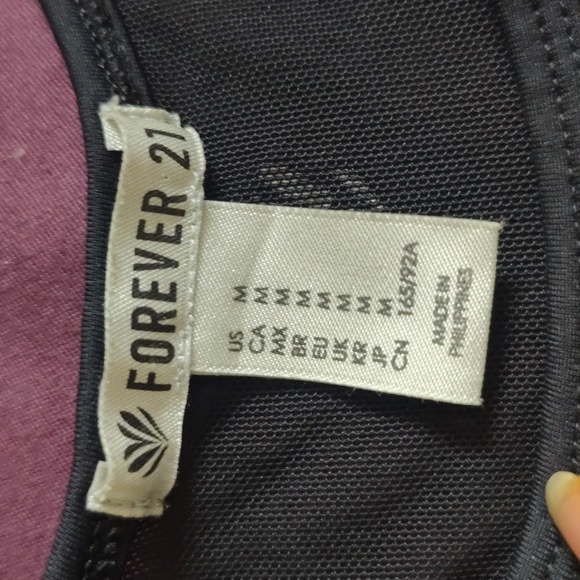 FOREVER 21
US M
CA M
MX M
BR M
EU M
UK M
KR M
JP M
CN 165/92A
MADE IN
PHILIPPINES